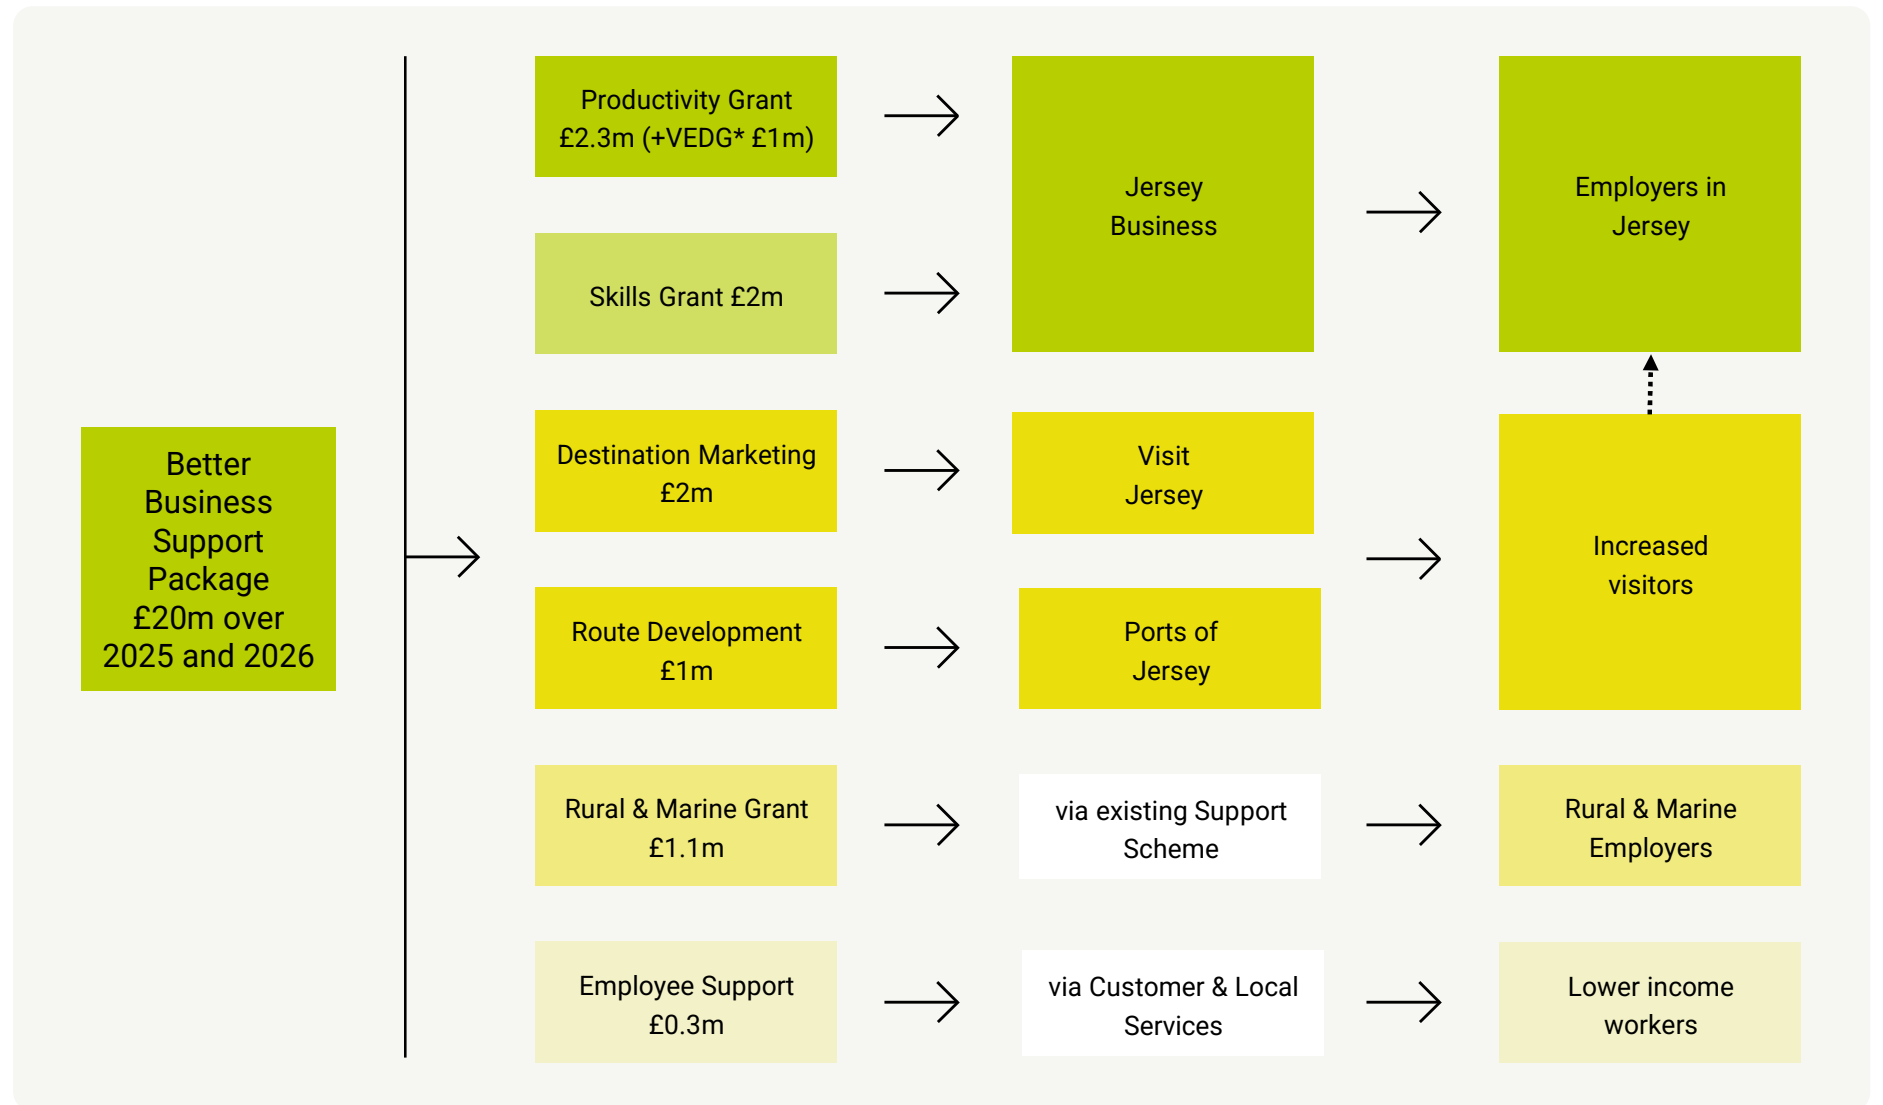 Better
Business
Support
Package
£20m over
2025 and 2026
Productivity Grant
£2.3m (+VEDG* £1m)
Jersey
Business
Employers in
Jersey
Skills Grant £2m
Destination Marketing
£2m
Visit
Jersey
Increased
visitors
Route Development
£1m
Ports of
Jersey
Rural & Marine Grant
£1.1m
via existing Support
Scheme
Rural & Marine
Employers
Employee Support
£0.3m
via Customer & Local
Services
Lower income
workers